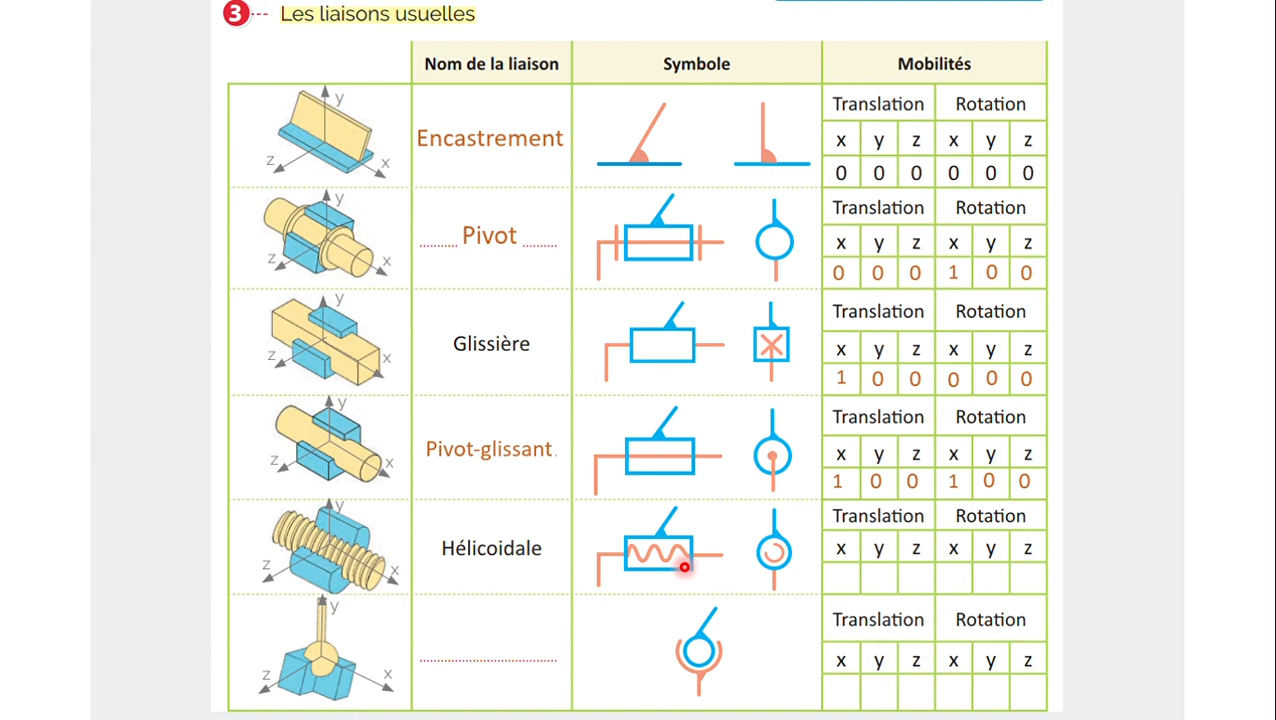 3 Les liaisons usuelles
Nom de la liaison Symbole Mobilités
y z x Encastrement Translation Rotation
x y z x y z
0 0 0 0 0 0
y z x Pivot Translation Rotation
x y z x y z
0 0 0 1 0 0
y z x Glissière Translation Rotation
x y z x y z
1 0 0 0 0 0
y z x Pivot-glissant Translation Rotation
x y z x y z
1 0 0 1 0 0
y z x Hélicoidale Translation Rotation
x y z x y z
y z x Translation Rotation
x y z x y z